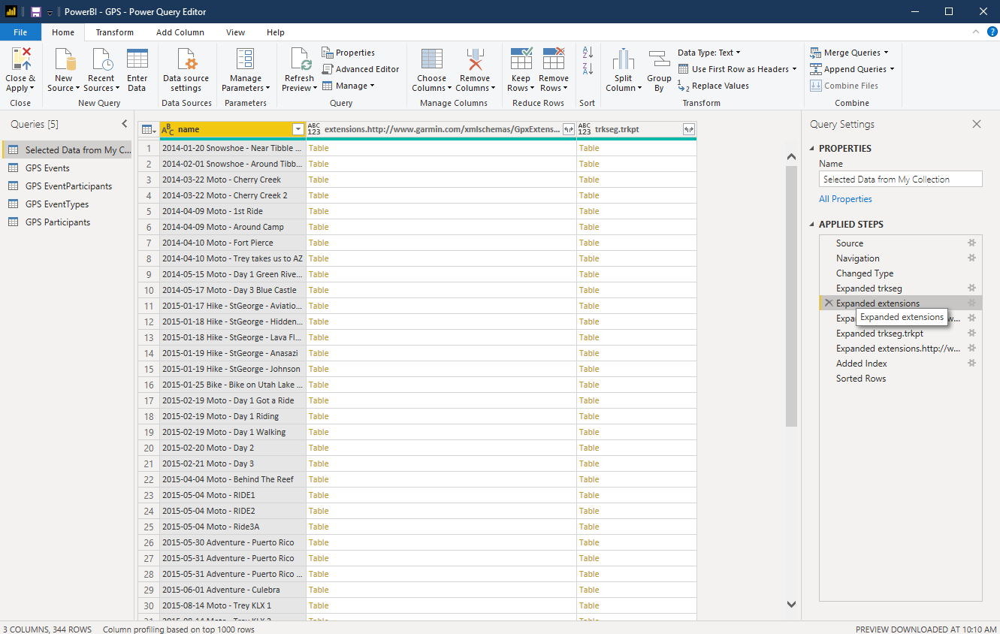 PowerBI - GPS - Power Query Editor
File Home Transform Add Column View Help
Close & Apply
Close
New Source
Recent Sources
Enter Data
New Query
Data source settings
Data Sources
Manage Parameters
Parameters
Refresh Preview
Properties
Advanced Editor
Manage
Query
Choose Columns
Remove Columns
Manage Columns
Keep Rows
Remove Rows
Reduce Rows
Sort
Split Column
Group By
Data Type: Text
Use First Row as Headers
Replace Values
Transform
Merge Queries
Append Queries
Combine Files
Combine
Queries [5]
Selected Data from My C...
GPS Events
GPS EventParticipants
GPS EventTypes
GPS Participants
ABC name ABC 123 extensions.http://www.garmin.com/xmlschemas/GpxExtens... ABC 123 trkseg.trkpt
1 2014-01-20 Snowshoe - Near Tibble ... Table Table
2 2014-02-01 Snowshoe - Around Tibb... Table Table
3 2014-03-22 Moto - Cherry Creek Table Table
4 2014-03-22 Moto - Cherry Creek 2 Table Table
5 2014-04-09 Moto - 1st Ride Table Table
6 2014-04-09 Moto - Around Camp Table Table
7 2014-04-10 Moto - Fort Pierce Table Table
8 2014-04-10 Moto - Trey takes us to AZ Table Table
9 2014-05-15 Moto - Day 1 Green Rive... Table Table
10 2014-05-17 Moto - Day 3 Blue Castle Table Table
11 2015-01-17 Hike - StGeorge - Aviatio... Table Table
12 2015-01-18 Hike - StGeorge - Hidden... Table Table
13 2015-01-18 Hike - StGeorge - Lava Fl... Table Table
14 2015-01-19 Hike - StGeorge - Anasazi Table Table
15 2015-01-19 Hike - StGeorge - Johnson Table Table
16 2015-01-25 Bike - Bike on Utah Lake ... Table Table
17 2015-02-19 Moto - Day 1 Got a Ride Table Table
18 2015-02-19 Moto - Day 1 Riding Table Table
19 2015-02-19 Moto - Day 1 Walking Table Table
20 2015-02-20 Moto - Day 2 Table Table
21 2015-02-21 Moto - Day 3 Table Table
22 2015-04-04 Moto - Behind The Reef Table Table
23 2015-05-04 Moto - RIDE1 Table Table
24 2015-05-04 Moto - RIDE2 Table Table
25 2015-05-04 Moto - Ride3A Table Table
26 2015-05-30 Adventure - Puerto Rico Table Table
27 2015-05-31 Adventure - Puerto Rico Table Table
28 2015-05-31 Adventure - Puerto Rico ... Table Table
29 2015-06-01 Adventure - Culebra Table Table
30 2015-08-14 Moto - Trey KLX 1 Table Table
Query Settings
PROPERTIES
Name
Selected Data from My Collection
All Properties
APPLIED STEPS
Source
Navigation
Changed Type
Expanded trkseg
Expanded extensions
Expanded extensions
Expa w...
Expanded trkseg.trkpt
Expanded extensions.http://w...
Added Index
Sorted Rows
3 COLUMNS, 344 ROWS Column profiling based on top 1000 rows
PREVIEW DOWNLOADED AT 10:10 AM